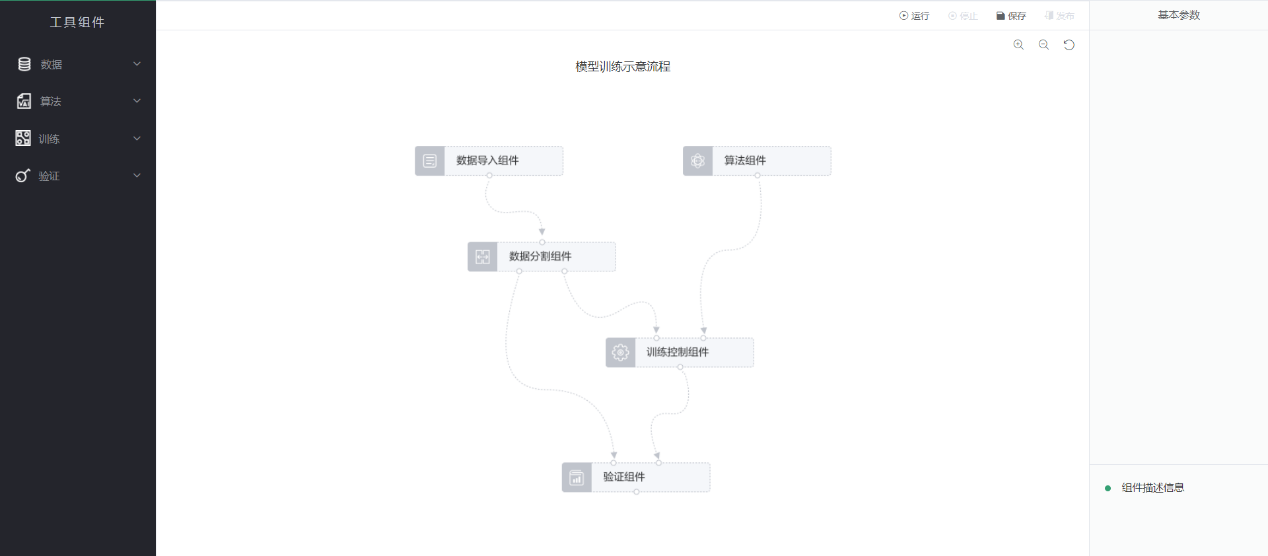 工具组件
数据
算法
训练
验证
运行
停止
保存
发布
模型训练示意流程
数据导入组件
算法组件
数据分割组件
训练控制组件
验证组件
基本参数
组件描述信息